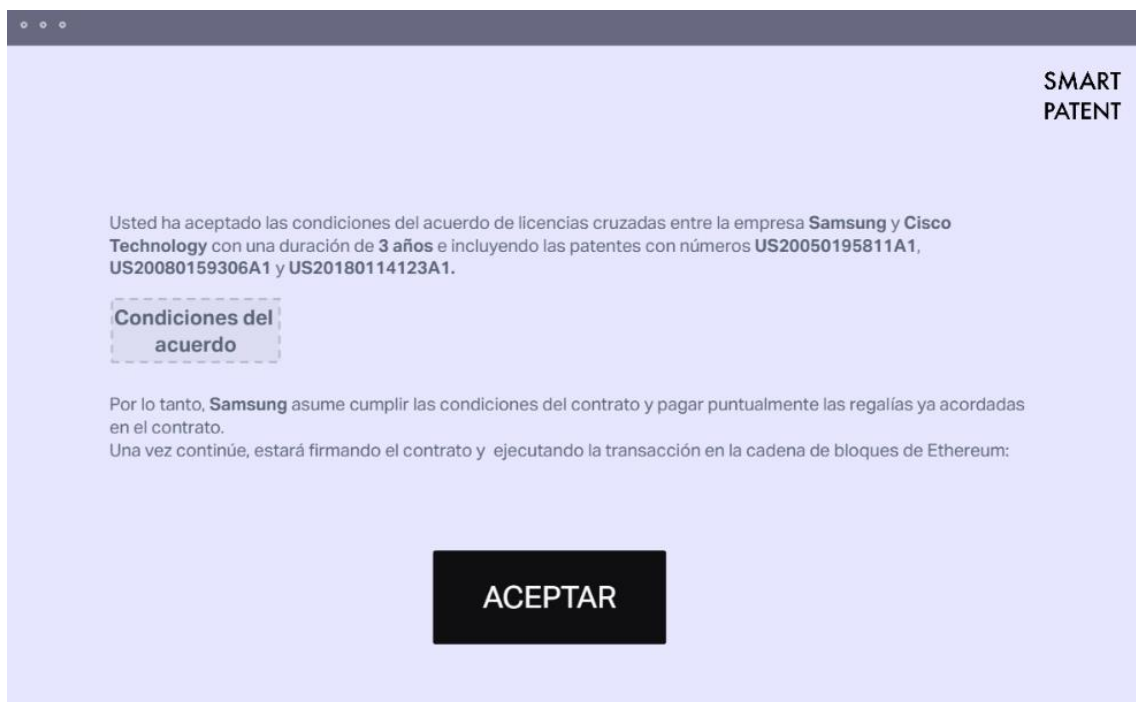 SMART
PATENT
Usted ha aceptado las condiciones del acuerdo de licencias cruzadas entre la empresa Samsung y Cisco
Technology con una duración de 3 años e incluyendo las patentes con números US20050195811A1,
US20080159306A1 y US20180114123A1.
Condiciones del
acuerdo
Por lo tanto, Samsung asume cumplir las condiciones del contrato y pagar puntualmente las regalías ya acordadas
en el contrato.
Una vez continúe, estará firmando el contrato y ejecutando la transacción en la cadena de bloques de Ethereum:
ACEPTAR